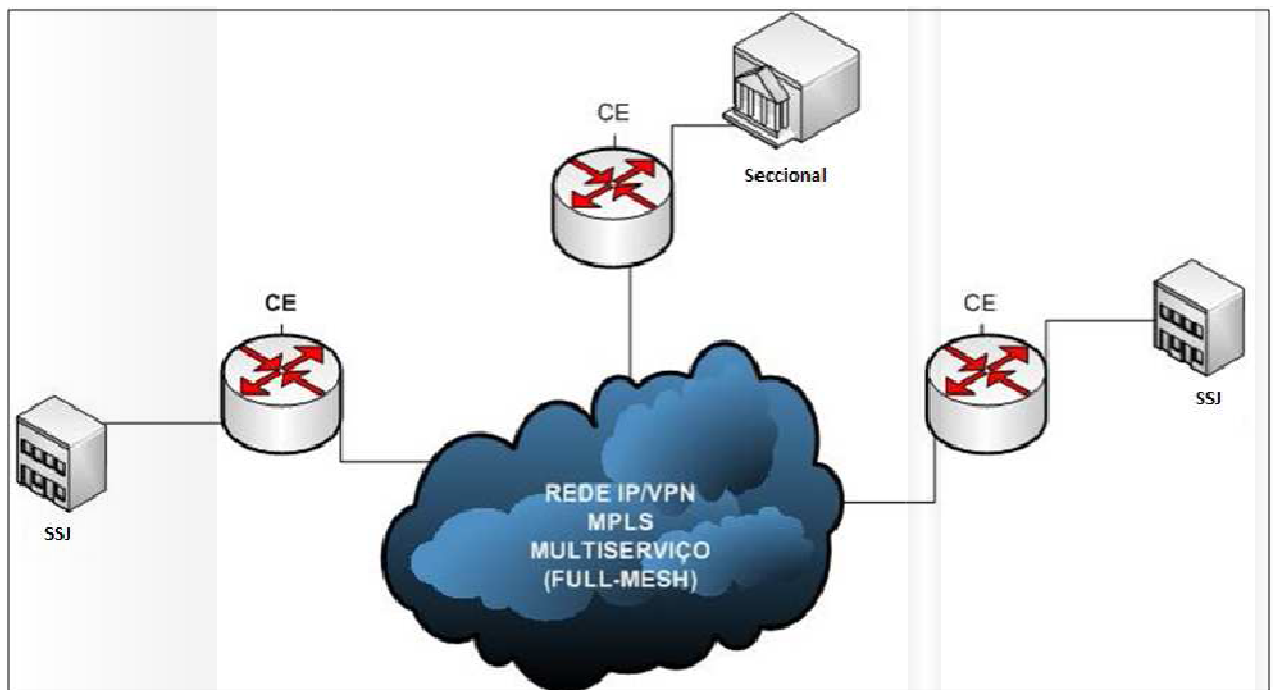 CE
Seccional
CE
CE
SSJ
SSJ
REDE IP/VPN
MPLS
MULTISERVIÇO
(FULL-MESH)